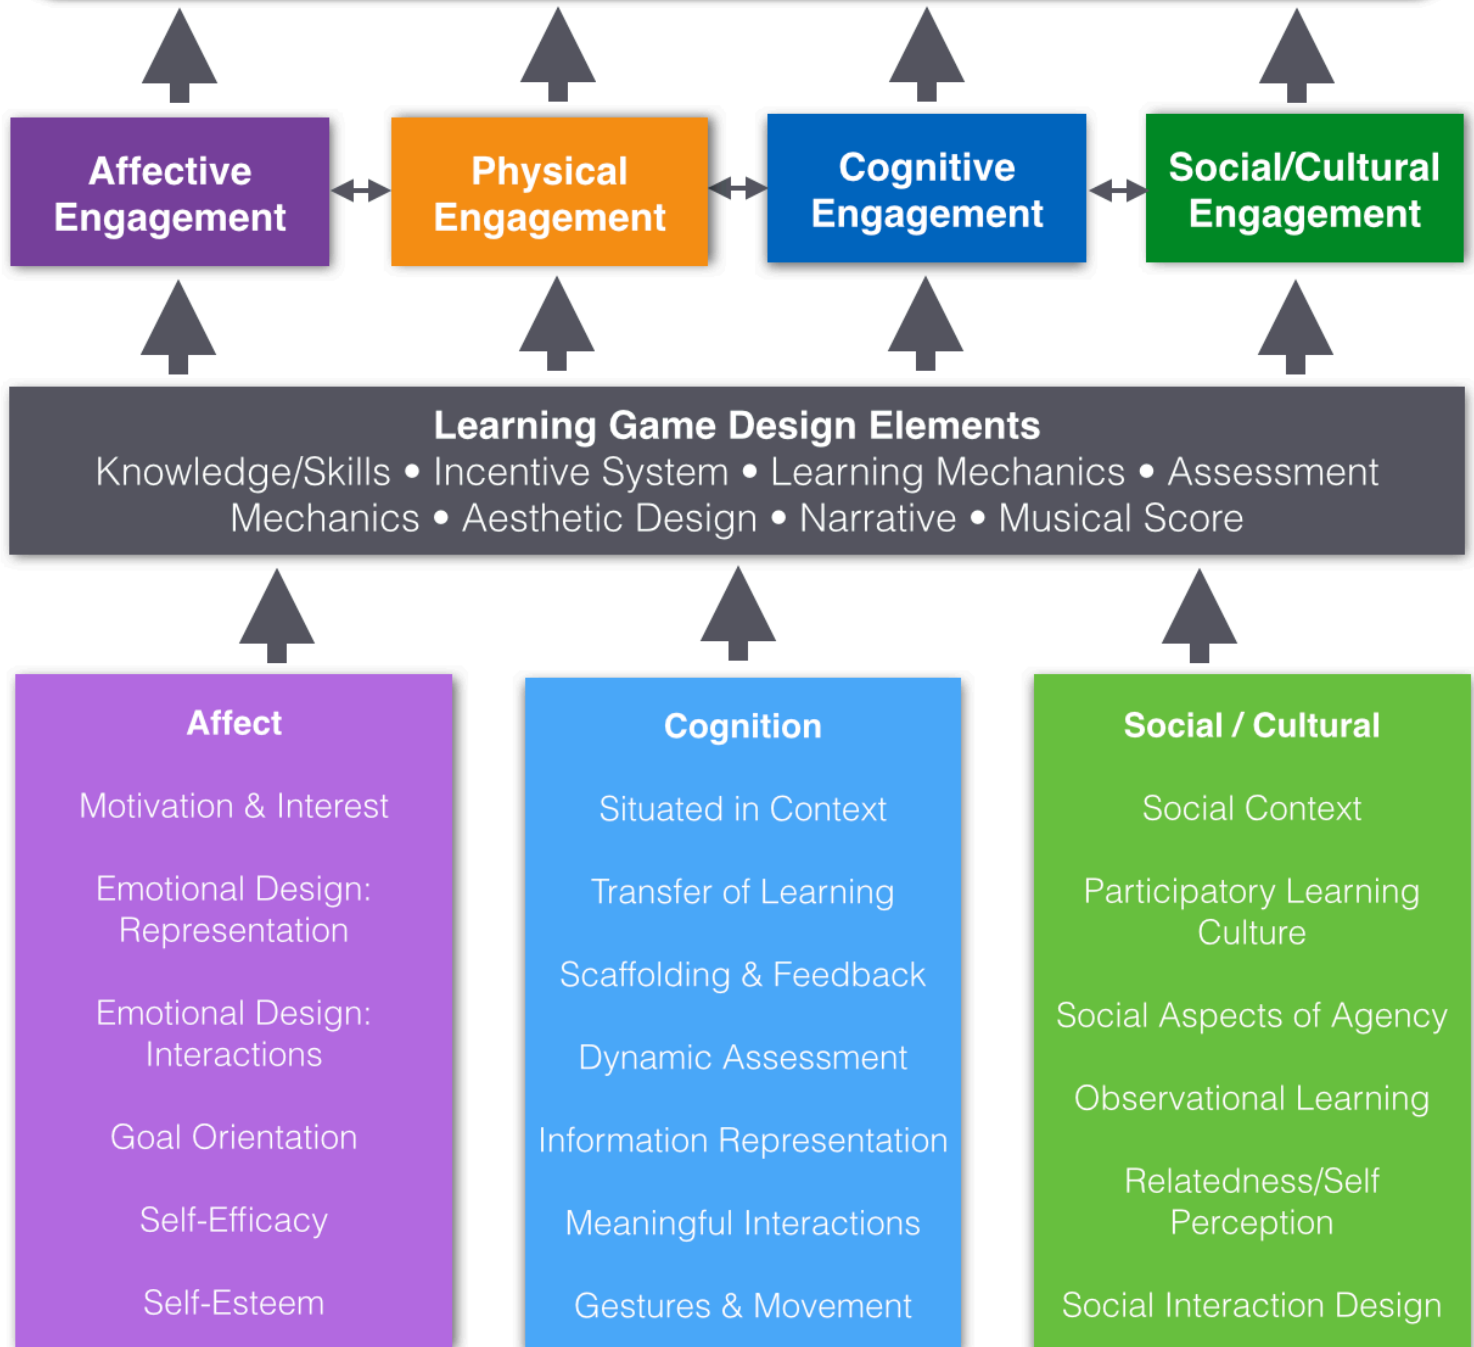 Affective
Engagement
Physical
Engagement
Cognitive
Engagement
Social/Cultural
Engagement
Learning Game Design Elements
Knowledge/Skills • Incentive System • Learning Mechanics • Assessment
Mechanics • Aesthetic Design • Narrative • Musical Score
Affect
Motivation & Interest
Emotional Design:
Representation
Emotional Design:
Interactions
Goal Orientation
Self-Efficacy
Self-Esteem
Cognition
Situated in Context
Transfer of Learning
Scaffolding & Feedback
Dynamic Assessment
Information Representation
Meaningful Interactions
Gestures & Movement
Social / Cultural
Social Context
Participatory Learning
Culture
Social Aspects of Agency
Observational Learning
Relatedness/Self
Perception
Social Interaction Design